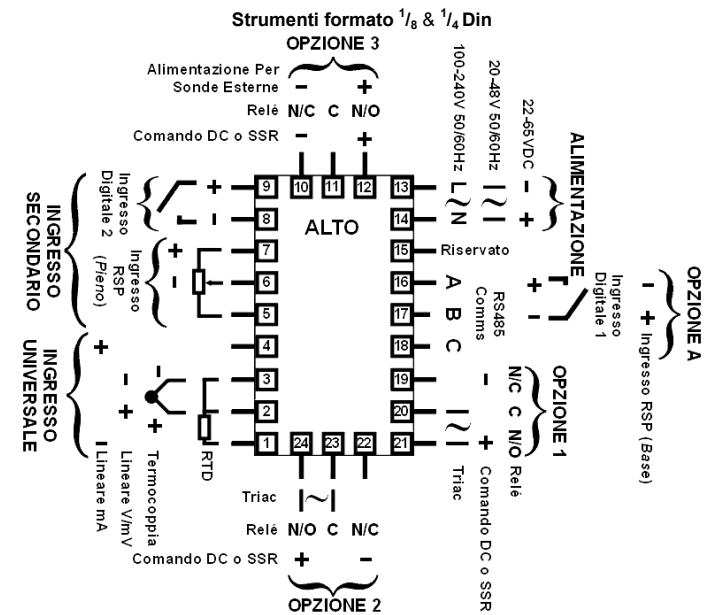 Strumenti formato 1/8 & 1/4 Din
OPZIONE 3
Alimentazione Per
Sonde Esterne − +
Relé N/C C N/O
Comando DC o SSR − +
100-240V 50/60Hz
20-48V 50/60Hz
22-65VDC
ALIMENTAZIONE
L
N
− +
9 10 11 12 13
8 14
7 15
6 16
5 17
4 18
3 19
2 20
1 24 23 22 21
ALTO
INGRESSO
SECONDARIO
Ingresso
Digitale 2
+
−
Ingresso
RSP
(Pieno)
+
−
INGRESSO
UNIVERSALE
+
− Lineare mA
−
+ Lineare V/mV
−
+ Termocoppia
RTD
Riservato
A
B
C
RS485
Comms
+
−
Ingresso
Digitale 1
−
+ Ingresso RSP (Base)
OPZIONE A
OPZIONE 1
N/C C N/O Relé
− + Comando DC o SSR
~ Triac
Triac ~
Relé N/O C N/C
Comando DC o SSR + −
OPZIONE 2